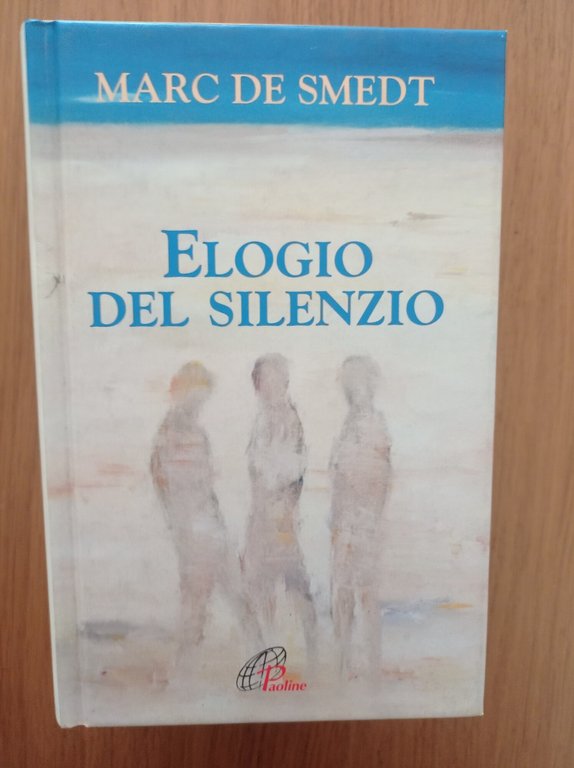 MARC DE SMEDT
ELOGIO
DEL SILENZIO
Paoline